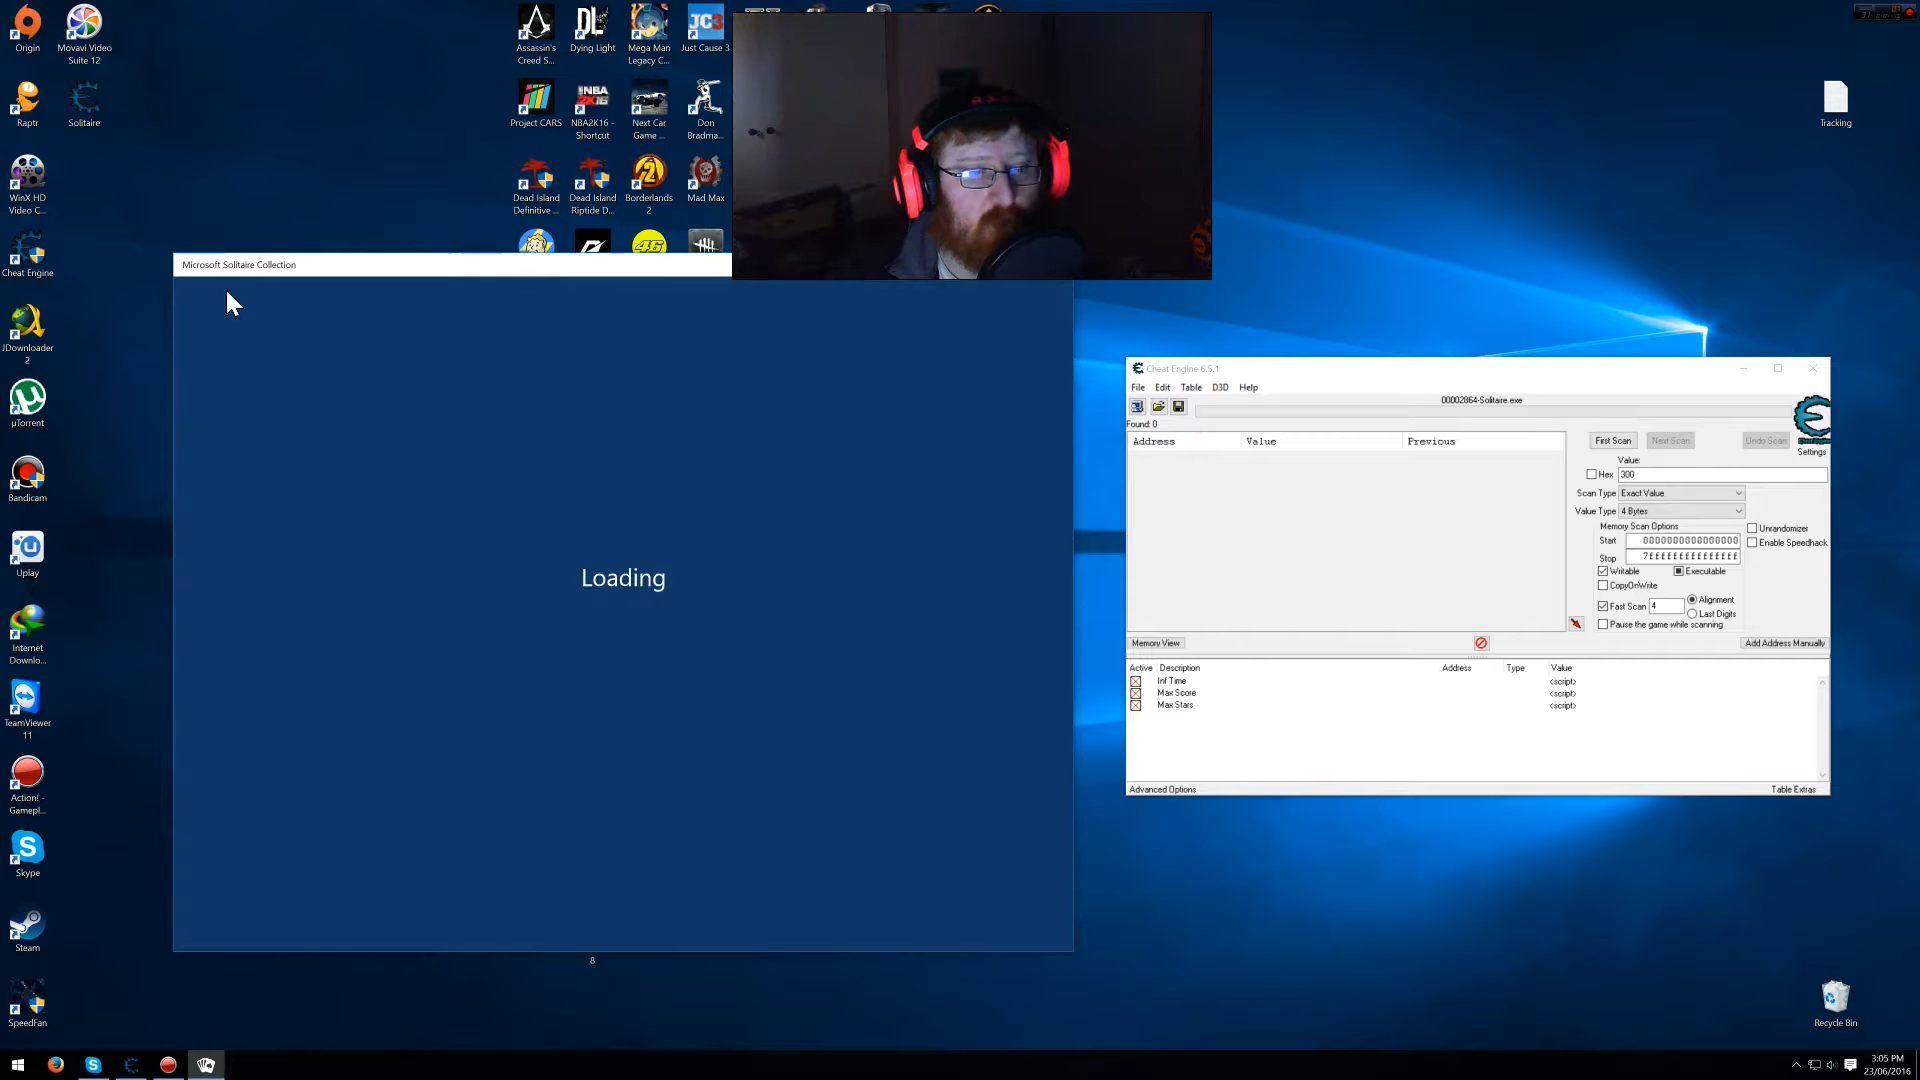 Origin
Movavi Video
Suite 12
Assassin's
Creed S...
Dying Light
Mega Man
Legacy C...
Just Cause 3
Raptr
Solitaire
Project CARS
NBA2K16 -
Shortcut
Next Car
Game ...
Don
Bradma...
Tracking
WinX HD
Video C...
Dead Island
Definitive ...
Dead Island
Riptide D...
Borderlands
2
Mad Max
Cheat Engine
Microsoft Solitaire Collection
Loading
8
JDownloader
2
µTorrent
Bandicam
Uplay
Internet
Downlo...
TeamViewer
11
Action! -
Gamepl...
Skype
Steam
SpeedFan
Cheat Engine 6.5.1
File Edit Table D3D Help
00002864-Solitaire.exe
Found: 0
Address Value Previous
First Scan Next Scan Undo Scan
Settings
Value:
Hex 300
Scan Type Exact Value
Value Type 4 Bytes
Memory Scan Options
Start 0000000000000000
Stop 7fffffffffffffff
Unrandomizer
Enable Speedhack
Writable Executable
CopyOnWrite
Fast Scan 4 Alignment
Last Digits
Pause the game while scanning
Memory View Add Address Manually
Active Description Address Type Value
Inf Time <script>
Max Score <script>
Max Stars <script>
Advanced Options Table Extras
Recycle Bin
3:05 PM
23/06/2016